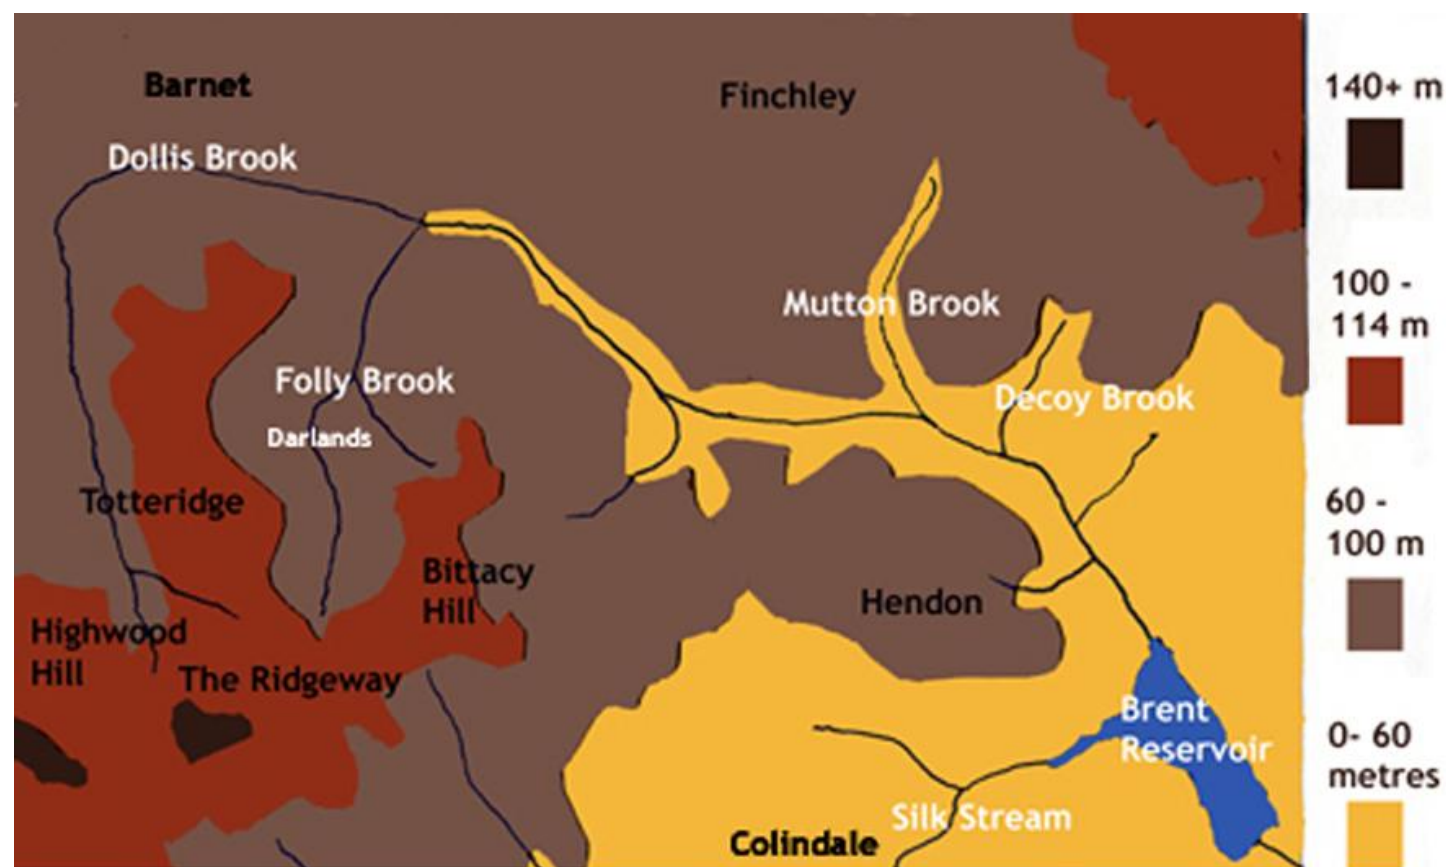 Barnet
Finchley
140+ m
Dollis Brook
100 -
114 m
Mutton Brook
Folly Brook
Decoy Brook
Darlands
Totteridge
60 -
100 m
Bittacy
Hill
Hendon
Highwood
Hill
The Ridgeway
Brent
Reservoir
0- 60
metres
Silk Stream
Colindale